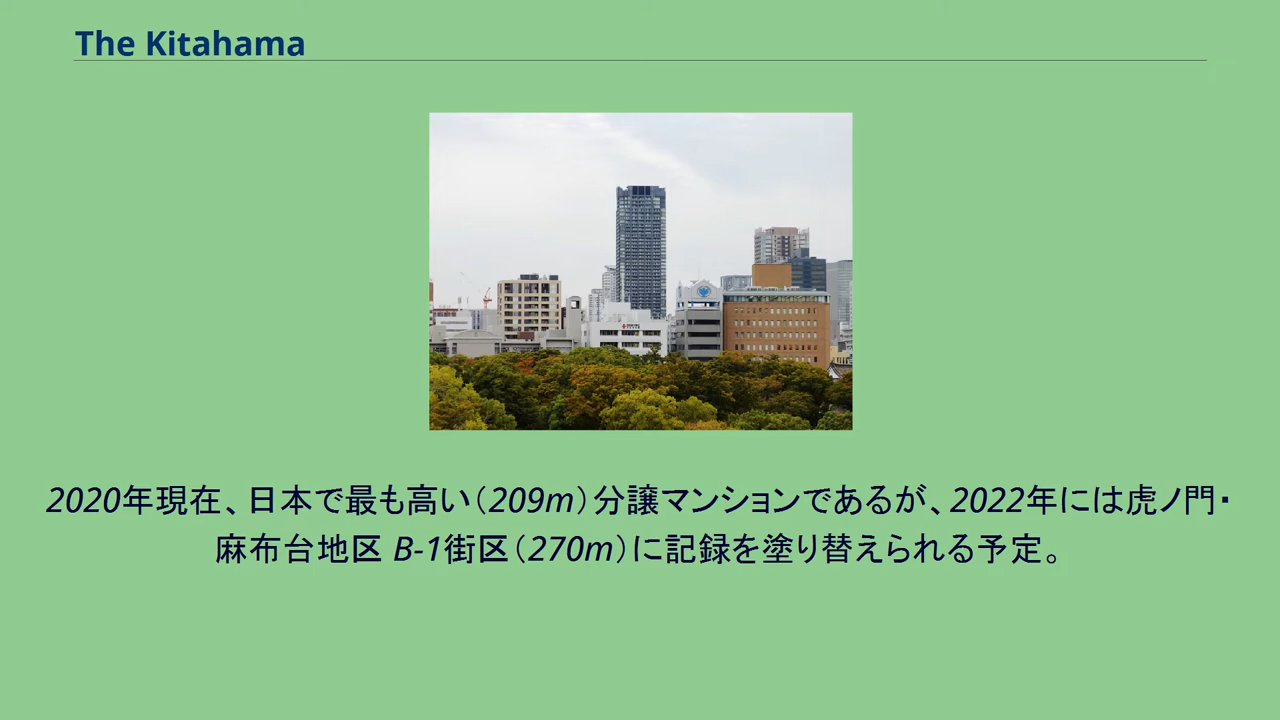 The Kitahama
2020年現在、日本で最も高い（209m）分譲マンションであるが、2022年には虎ノ門・
麻布台地区 B-1街区（270m）に記録を塗り替えられる予定。